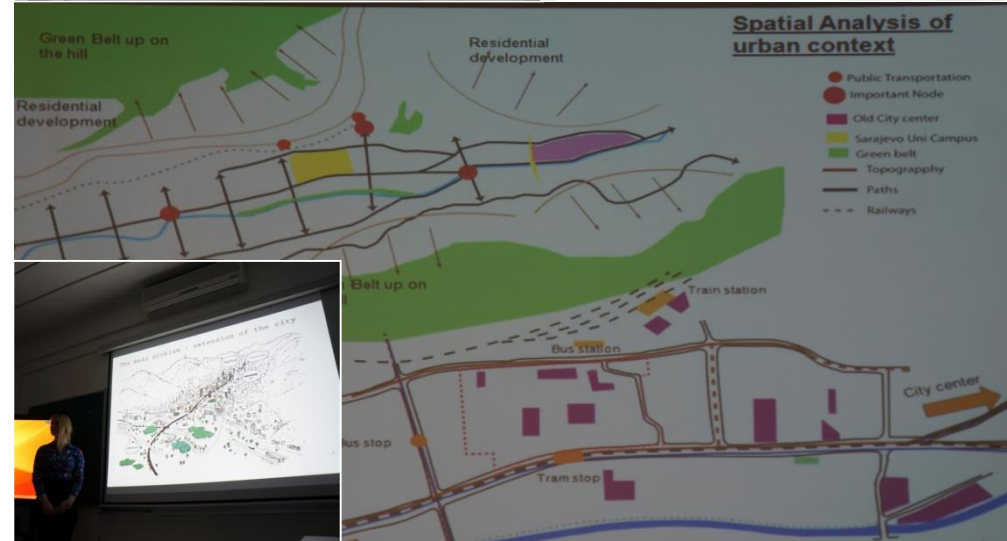 Spatial Analysis of
urban context
Green Belt up on
the hill
Residential
development
Residential
development
Public Transportation
Important Node
Old City center
Sarajevo Uni Campus
Green belt
Topograpphy
Paths
Railways
Belt up on
Train station
Bus station
City center
Bus stop
Tram stop
The main problem : extension of the city